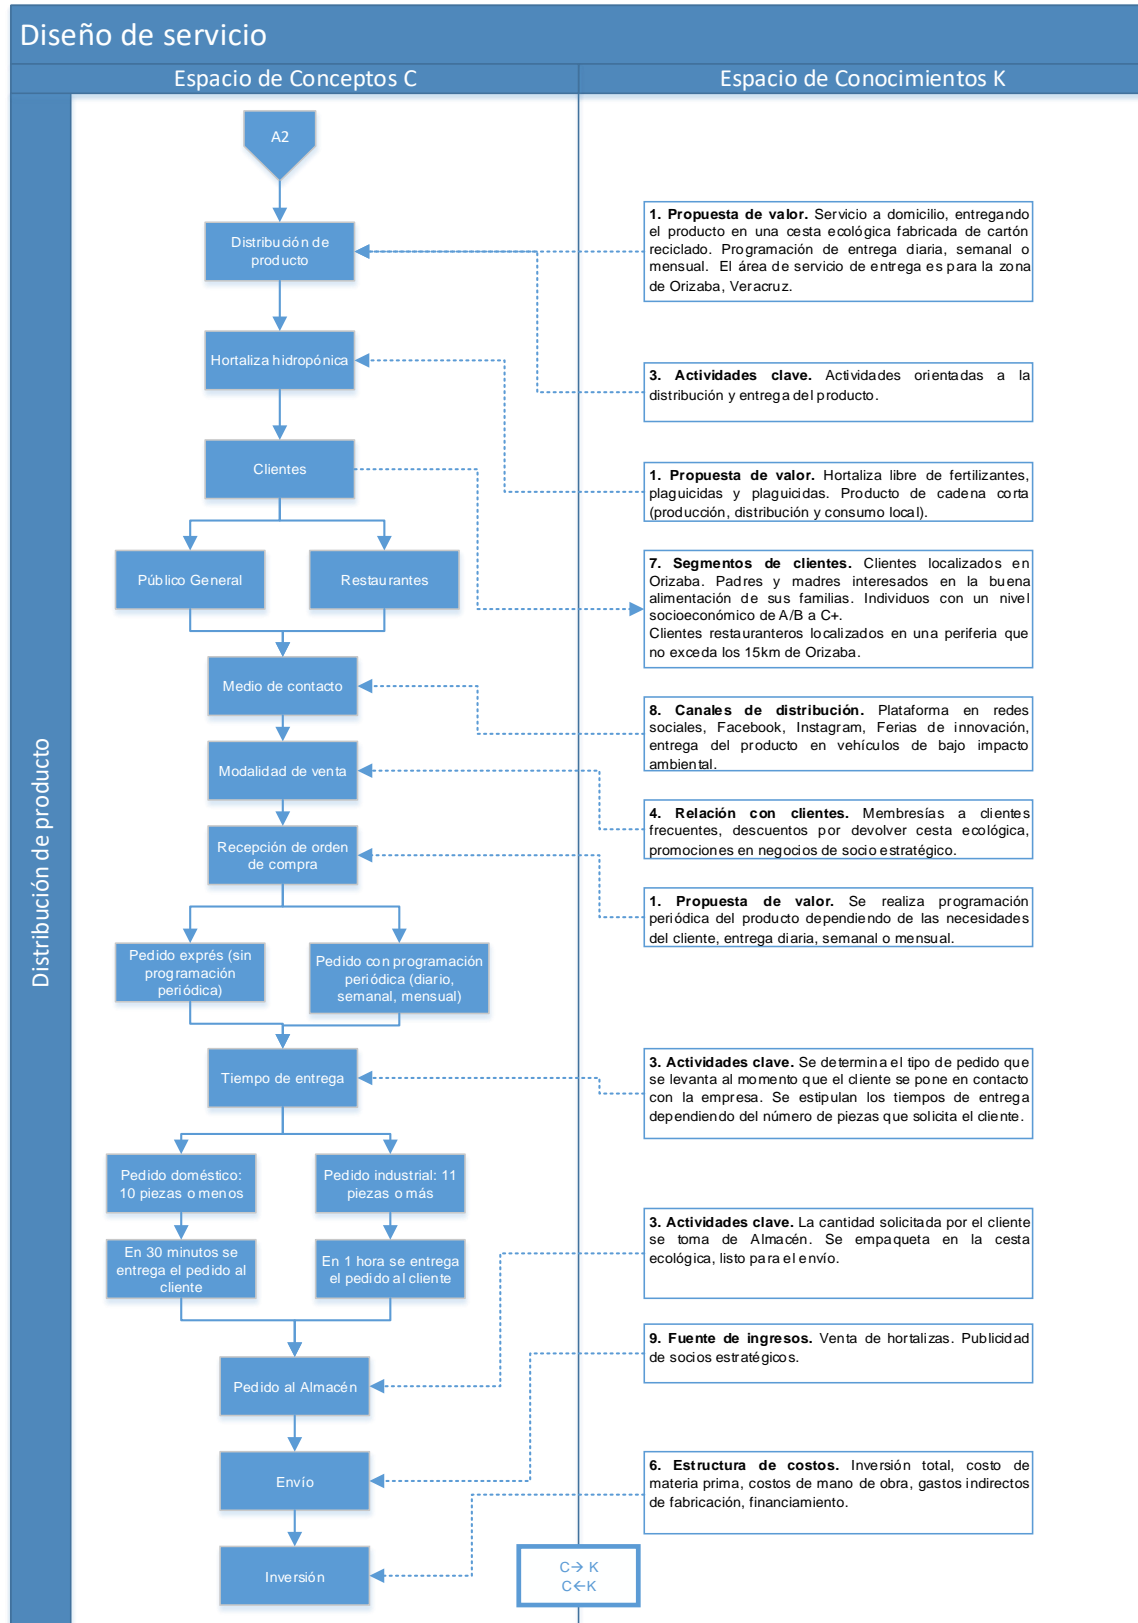 Diseño de servicio
Espacio de Conceptos C
Espacio de Conocimientos K
Distribución de producto
A2
Distribución de
producto
Hortaliza hidropónica
Clientes
Público General
Restaurantes
Medio de contacto
Modalidad de venta
Recepción de orden
de compra
Pedido exprés (sin
programación
periódica)
Pedido con programación
periódica (diario,
semanal, mensual)
Tiempo de entrega
Pedido doméstico:
10 piezas o menos
Pedido industrial: 11
piezas o más
En 30 minutos se
entrega el pedido al
cliente
En 1 hora se entrega
el pedido al cliente
Pedido al Almacén
Envío
Inversión
1. Propuesta de valor. Servicio a domicilio, entregando
el producto en una cesta ecológica fabricada de cartón
reciclado. Programación de entrega diaria, semanal o
mensual. El área de servicio de entrega es para la zona
de Orizaba, Veracruz.
3. Actividades clave. Actividades orientadas a la
distribución y entrega del producto.
1. Propuesta de valor. Hortaliza libre de fertilizantes,
plaguicidas y plaguicidas. Producto de cadena corta
(producción, distribución y consumo local).
7. Segmentos de clientes. Clientes localizados en
Orizaba. Padres y madres interesados en la buena
alimentación de sus familias. Individuos con un nivel
socioeconómico de A/B a C+.
Clientes restauranteros localizados en una periferia que
no exceda los 15km de Orizaba.
8. Canales de distribución. Plataforma en redes
sociales, Facebook, Instagram, Ferias de innovación,
entrega del producto en vehículos de bajo impacto
ambiental.
4. Relación con clientes. Membresías a clientes
frecuentes, descuentos por devolver cesta ecológica,
promociones en negocios de socio estratégico.
1. Propuesta de valor. Se realiza programación
periódica del producto dependiendo de las necesidades
del cliente, entrega diaria, semanal o mensual.
3. Actividades clave. Se determina el tipo de pedido que
se levanta al momento que el cliente se pone en contacto
con la empresa. Se estipulan los tiempos de entrega
dependiendo del número de piezas que solicita el cliente.
3. Actividades clave. La cantidad solicitada por el cliente
se toma de Almacén. Se empaqueta en la cesta
ecológica, listo para el envío.
9. Fuente de ingresos. Venta de hortalizas. Publicidad
de socios estratégicos.
6. Estructura de costos. Inversión total, costo de
materia prima, costos de mano de obra, gastos indirectos
de fabricación, financiamiento.
C→ K
C←K